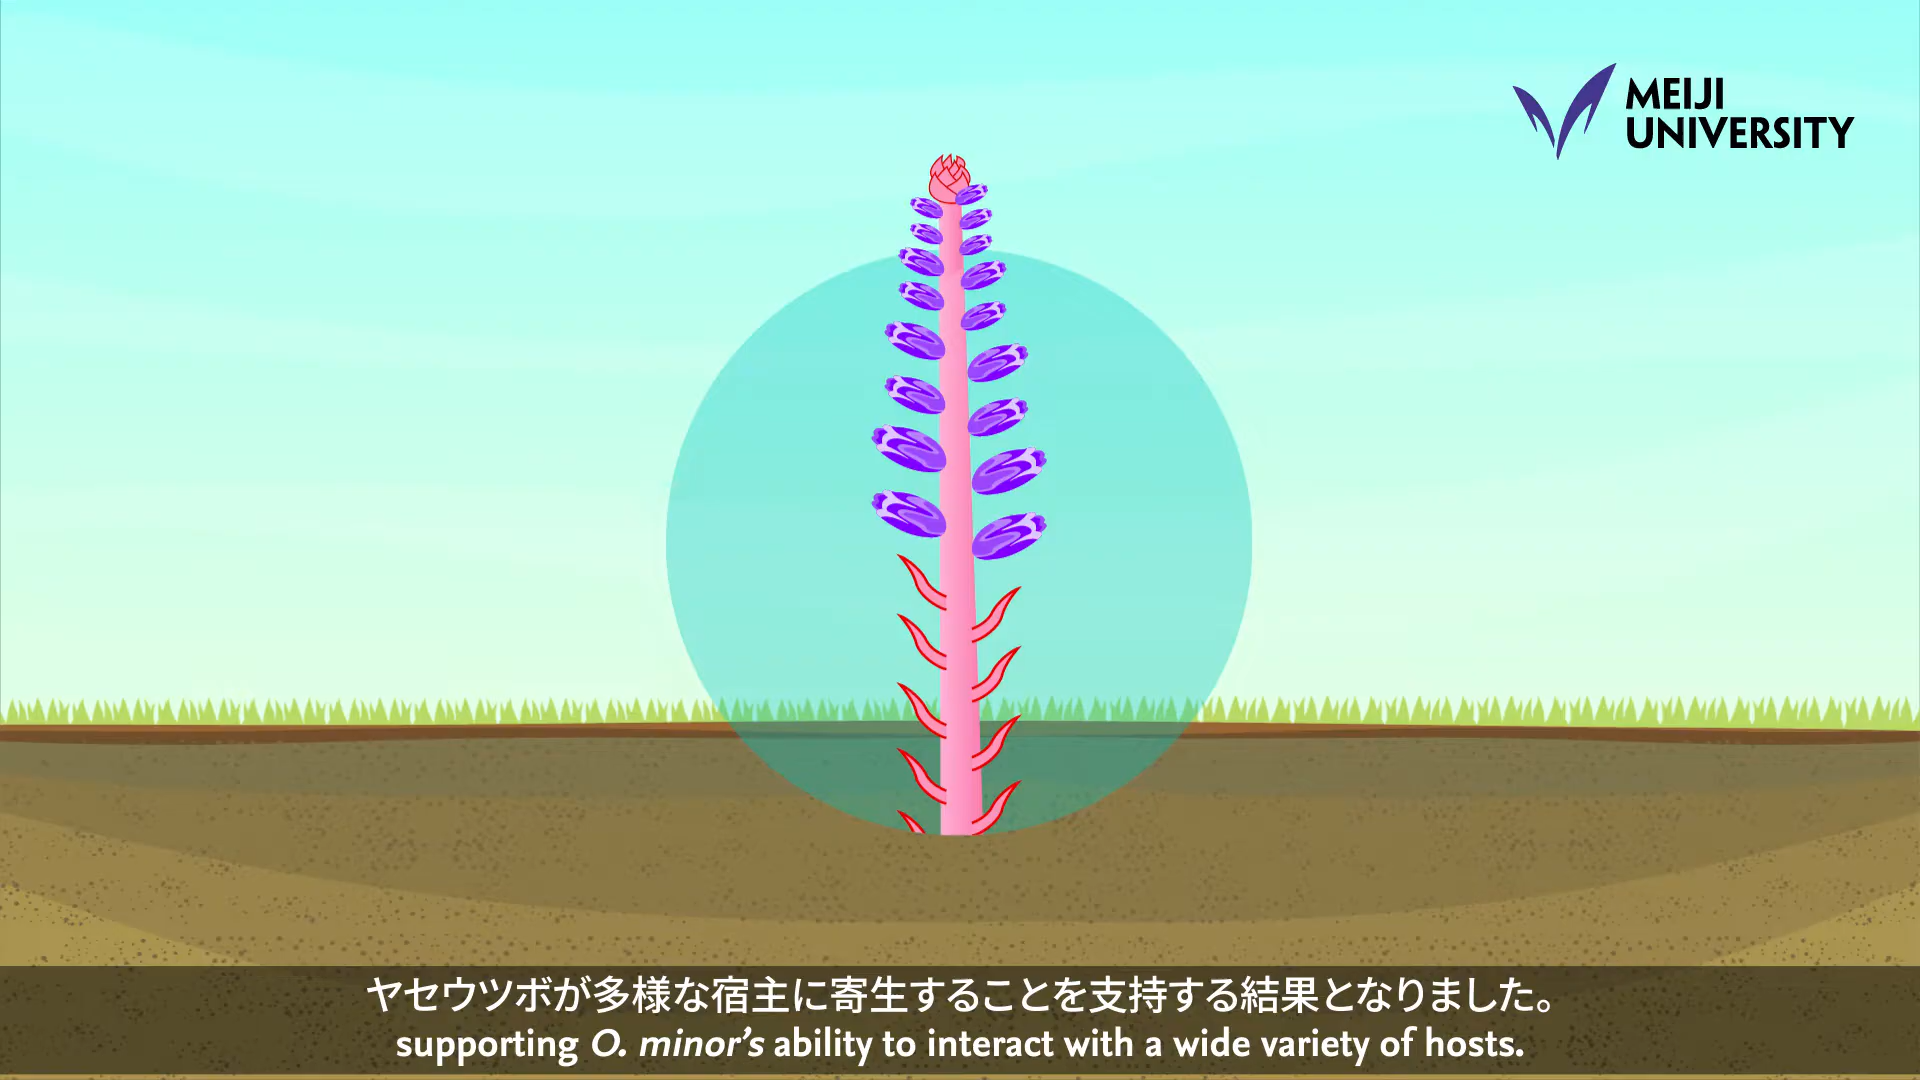 MEIJI
UNIVERSITY
ヤセウツボが多様な宿主に寄生することを支持する結果となりました。
supporting O. minor's ability to interact with a wide variety of hosts.